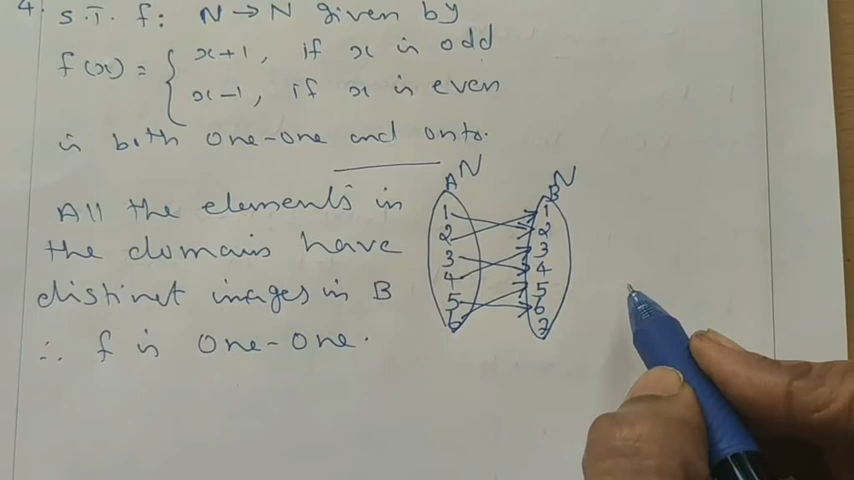 4. S.T. f: N→N given by
f(x) = { x+1, if x is odd
x-1, if x is even
is both one-one and onto.
All the elements in
the domain have
distinct images in B
∴ f is one-one.
A N
1
2
3
4
5
6
B N
1
2
3
4
5
6